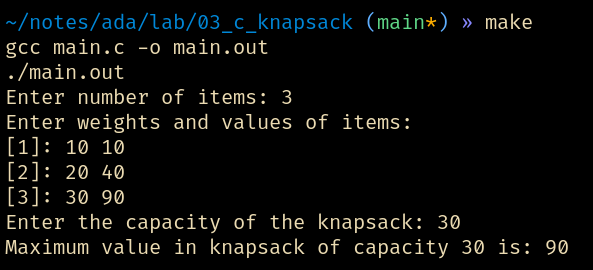 ~/notes/ada/lab/03_c_knapsack (main*) » make
gcc main.c -o main.out
./main.out
Enter number of items: 3
Enter weights and values of items:
[1]: 10 10
[2]: 20 40
[3]: 30 90
Enter the capacity of the knapsack: 30
Maximum value in knapsack of capacity 30 is: 90